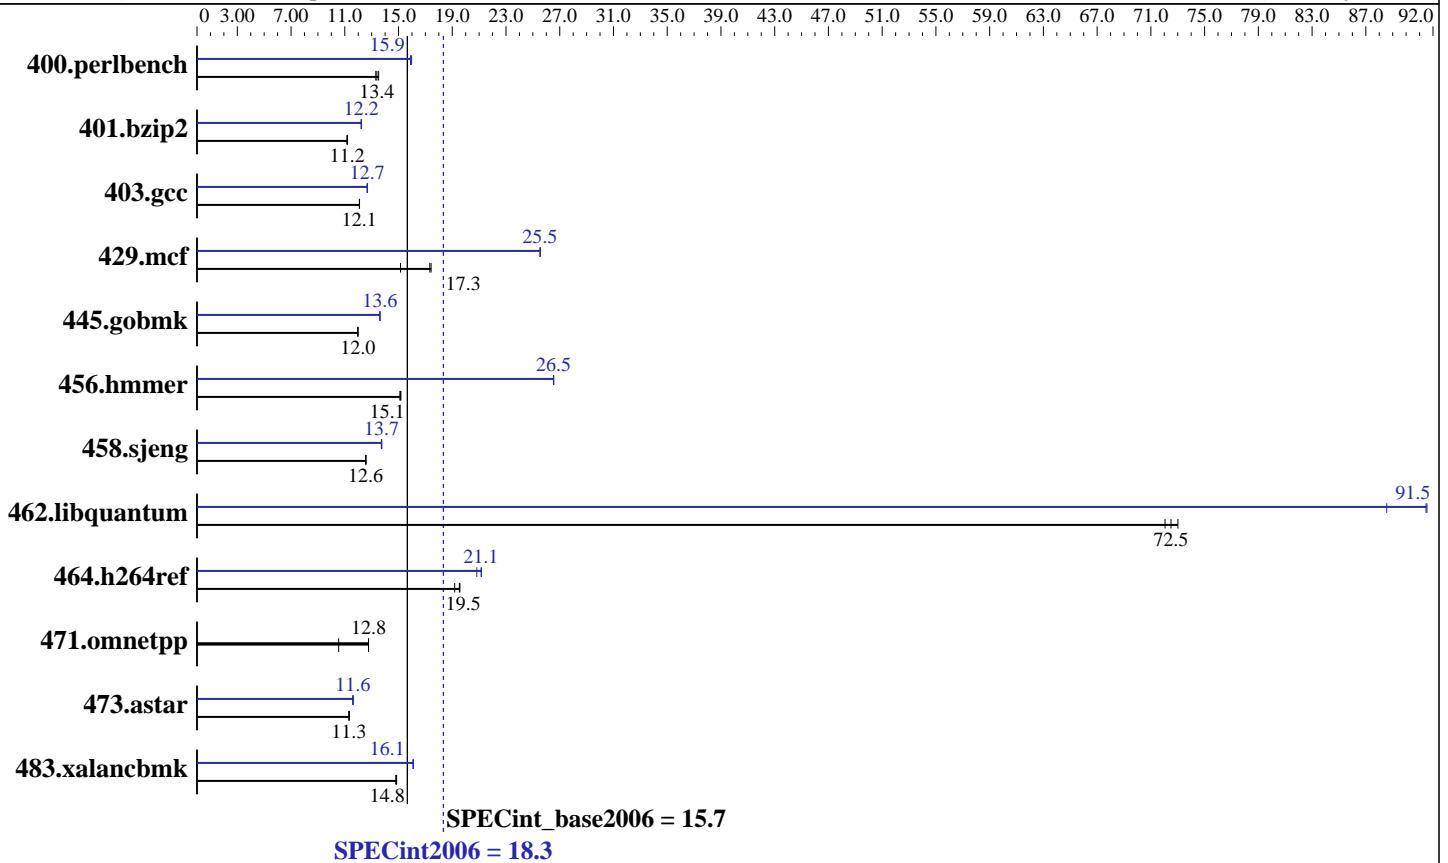 0 3.00 7.00 11.0 15.0 19.0 23.0 27.0 31.0 35.0 39.0 43.0 47.0 51.0 55.0 59.0 63.0 67.0 71.0 75.0 79.0 83.0 87.0 92.0
15.9
400.perlbench
13.4
12.2
401.bzip2
11.2
12.7
403.gcc
12.1
25.5
429.mcf
17.3
13.6
445.gobmk
12.0
26.5
456.hmmer
15.1
13.7
458.sjeng
12.6
91.5
462.libquantum
72.5
21.1
464.h264ref
19.5
12.8
471.omnetpp
11.6
473.astar
11.3
16.1
483.xalancbmk
14.8
SPECint_base2006 = 15.7
SPECint2006 = 18.3